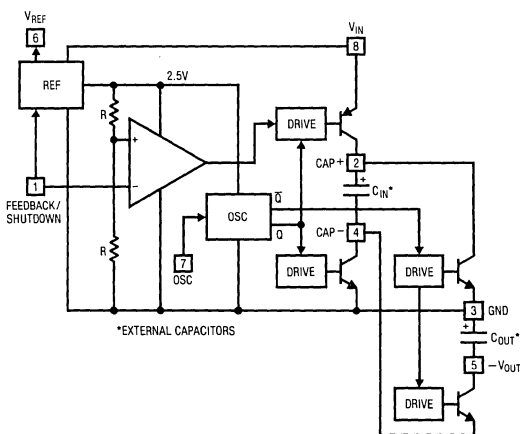 VREF
6
VIN
8
REF
2.5V
R
DRIVE
+
CAP+
2
+
CIN*
1
−
FEEDBACK/
SHUTDOWN
Q̅
OSC
Q
CAP−
4
R
7
OSC
DRIVE
DRIVE
3
GND
*EXTERNAL CAPACITORS
+
COUT*
5
−VOUT
DRIVE